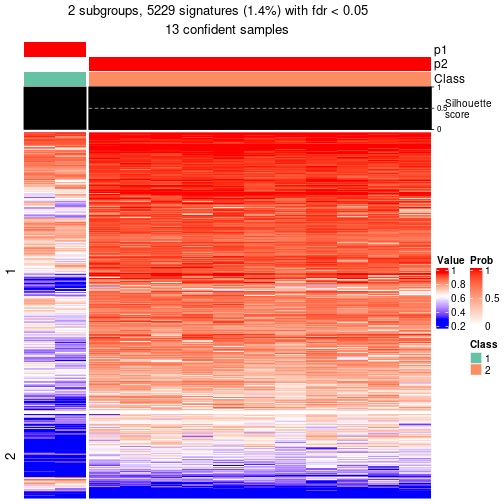 2 subgroups, 5229 signatures (1.4%) with fdr < 0.05
13 confident samples
p1
p2
Class
1
0.5
0
Silhouette
score
1
2
Value
1
0.8
0.6
0.4
0.2
Prob
1
0.5
0
Class
1
2